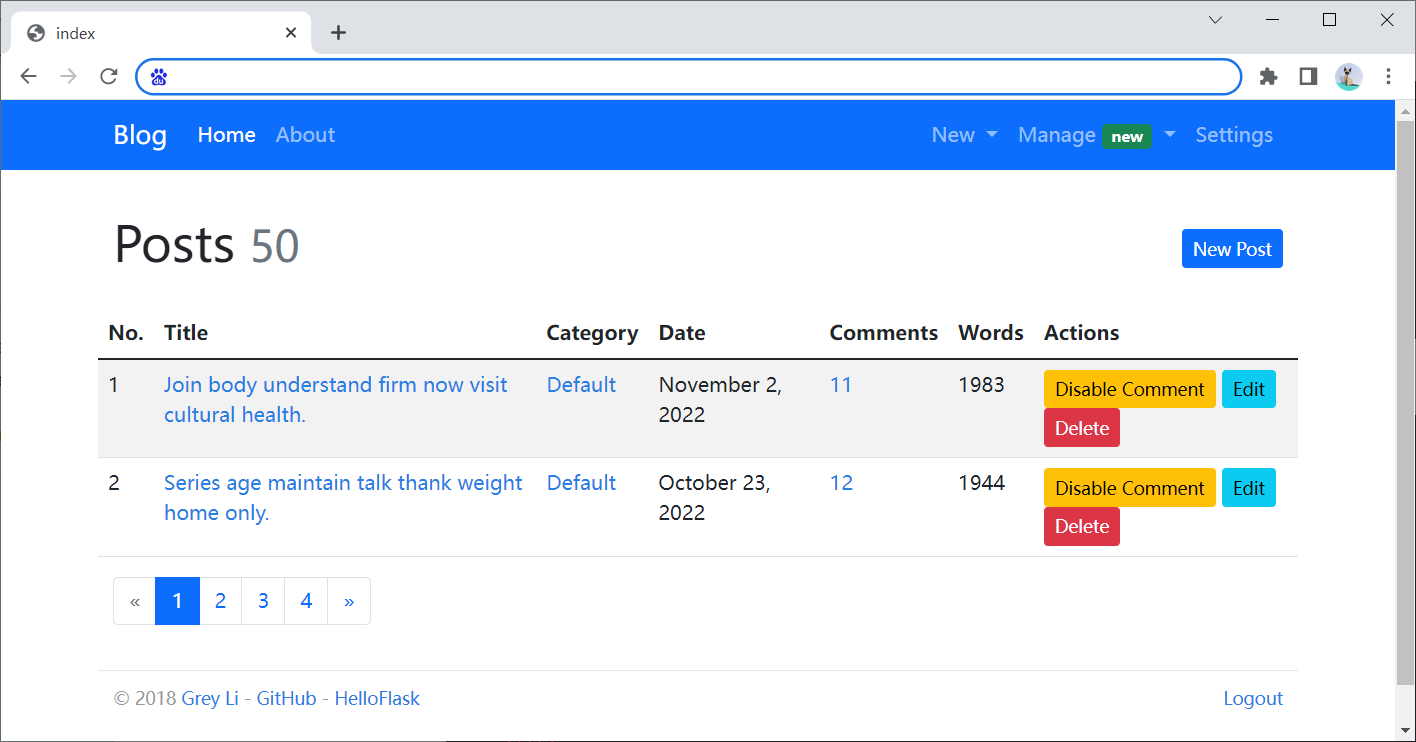 index
Blog Home About New Manage new Settings
Posts 50
New Post
No. Title Category Date Comments Words Actions
1 Join body understand firm now visit Default November 2, 11 1983 Disable Comment Edit
cultural health. 2022 Delete
2 Series age maintain talk thank weight Default October 23, 12 1944 Disable Comment Edit
home only. 2022 Delete
« 1 2 3 4 »
© 2018 Grey Li - GitHub - HelloFlask Logout